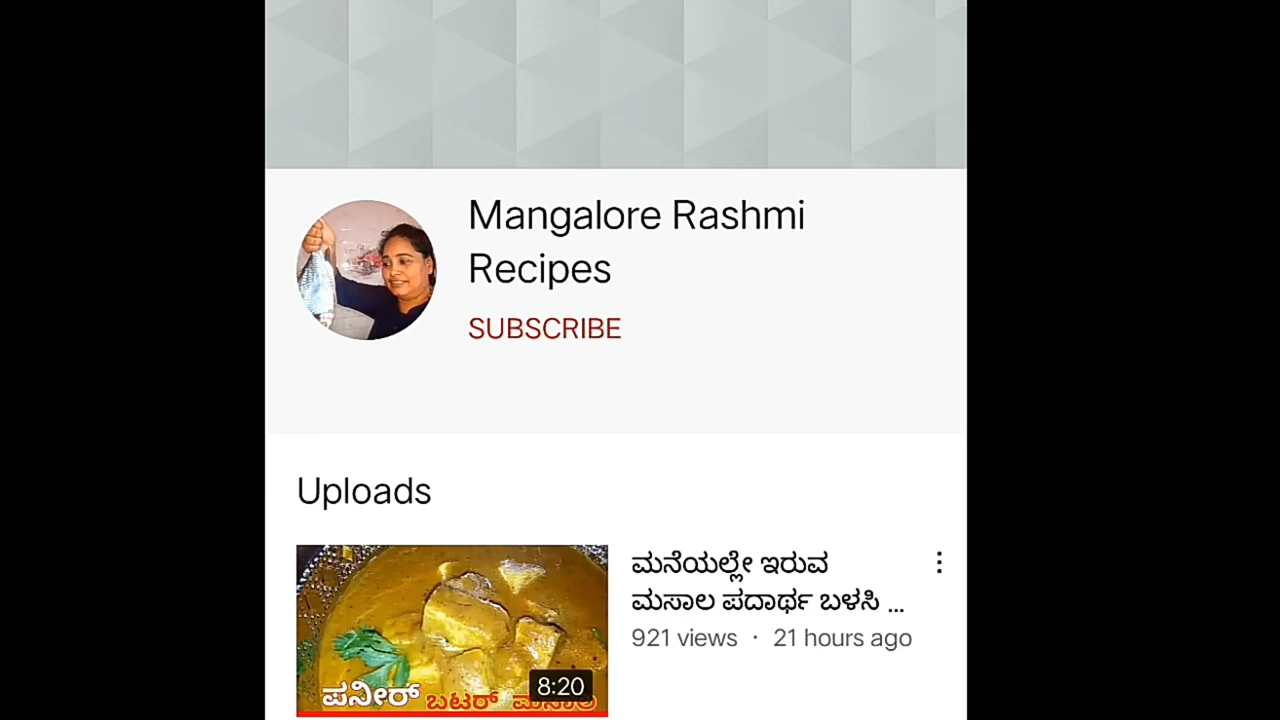 Mangalore Rashmi
Recipes
SUBSCRIBE
Uploads
ಮನೆಯಲ್ಲೇ ಇರುವ
ಮಸಾಲ ಪದಾರ್ಥ ಬಳಸಿ ...
921 views · 21 hours ago
8:20
ಪನೀರ್ ಬಟರ್ ಮಸಾಲ